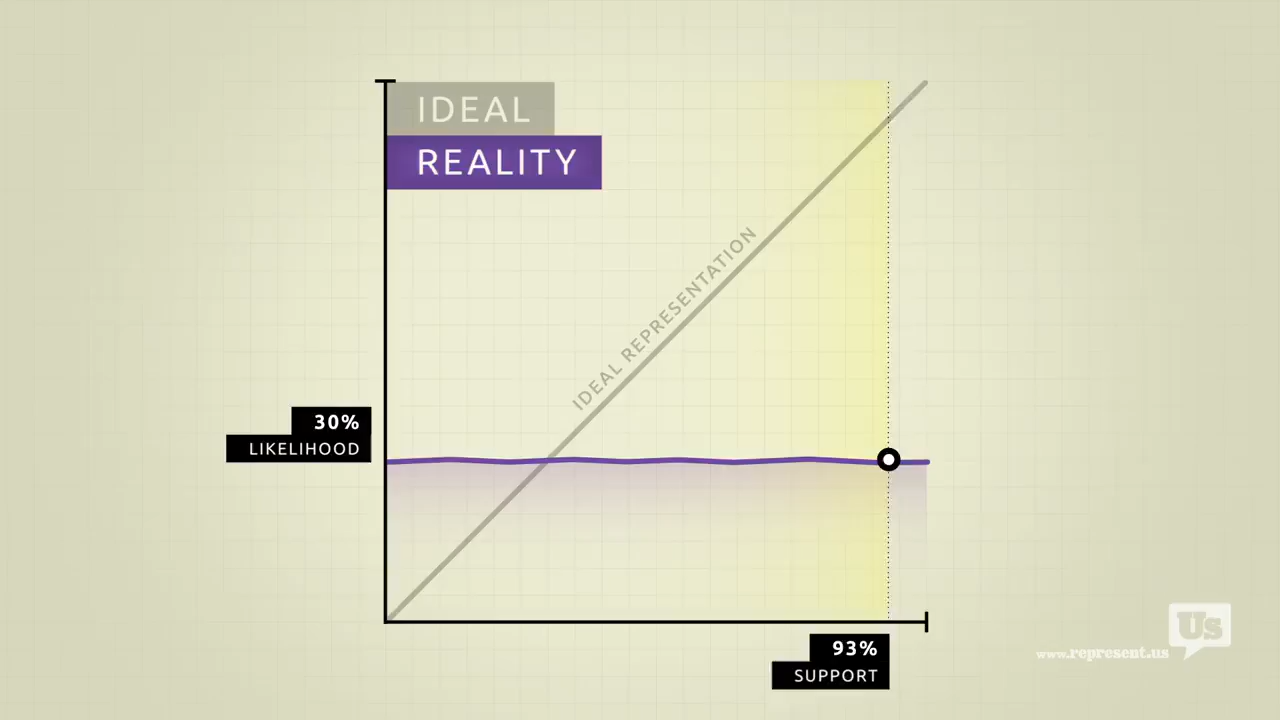 IDEAL
REALITY
IDEAL REPRESENTATION
30%
LIKELIHOOD
93%
SUPPORT
Us
www.represent.us